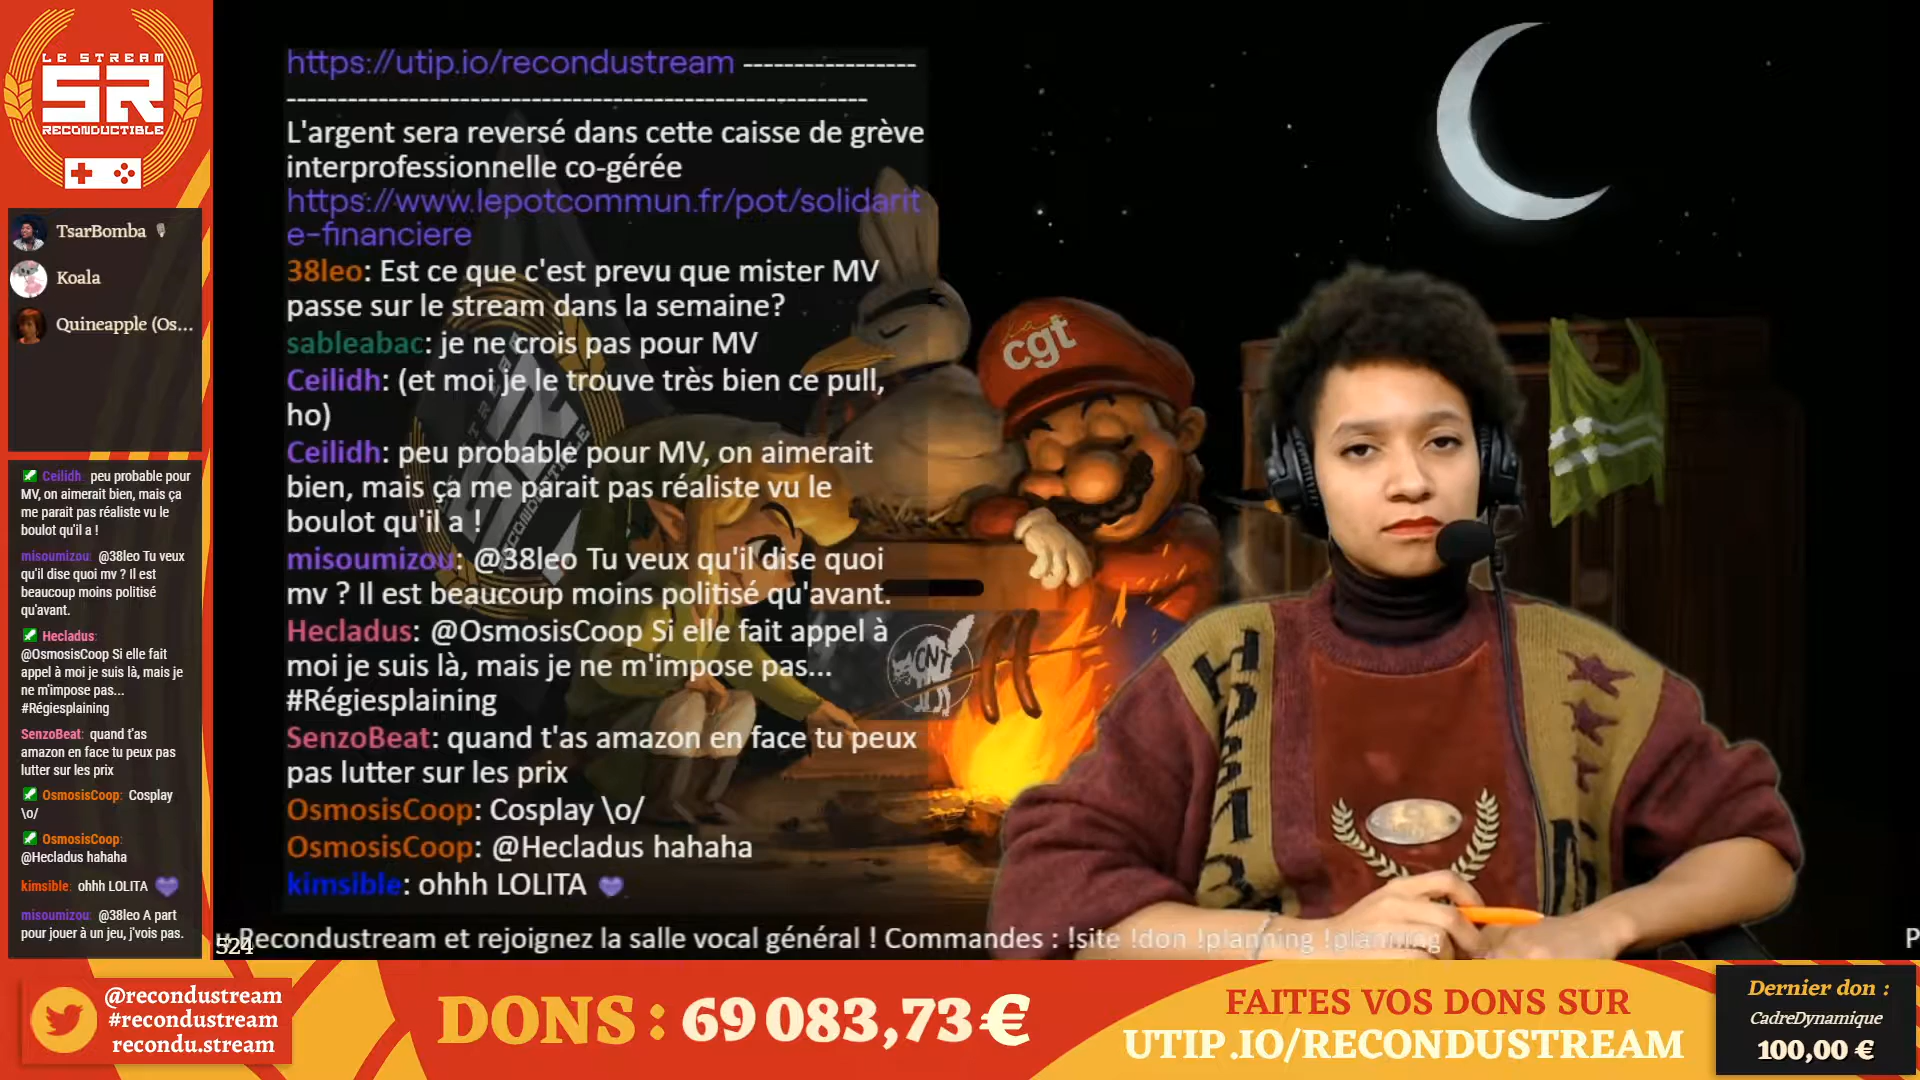 LE STREAM
SR
RECONDUCTIBLE
TsarBomba
Koala
Quineapple (Os...
Ceilidh: peu probable pour
MV, on aimerait bien, mais ça
me parait pas réaliste vu le
boulot qu'il a !
misoumizou: @38leo Tu veux
qu'il dise quoi mv ? Il est
beaucoup moins politisé
qu'avant.
Hecladus:
@OsmosisCoop Si elle fait
appel à moi je suis là, mais je
ne m'impose pas...
#Régiesplaining
SenzoBeat: quand t'as
amazon en face tu peux pas
lutter sur les prix
OsmosisCoop: Cosplay
\o/
OsmosisCoop:
@Hecladus hahaha
kimsible: ohhh LOLITA
misoumizou: @38leo A part
pour jouer à un jeu, j'vois pas.
https://utip.io/recondustream -----------------
---------------------------------------------------------
L'argent sera reversé dans cette caisse de grève
interprofessionnelle co-gérée
https://www.lepotcommun.fr/pot/solidarit
e-financiere
38leo: Est ce que c'est prevu que mister MV
passe sur le stream dans la semaine?
sableabac: je ne crois pas pour MV
Ceilidh: (et moi je le trouve très bien ce pull,
ho)
Ceilidh: peu probable pour MV, on aimerait
bien, mais ça me parait pas réaliste vu le
boulot qu'il a !
misoumizou: @38leo Tu veux qu'il dise quoi
mv ? Il est beaucoup moins politisé qu'avant.
Hecladus: @OsmosisCoop Si elle fait appel à
moi je suis là, mais je ne m'impose pas...
#Régiesplaining
SenzoBeat: quand t'as amazon en face tu peux
pas lutter sur les prix
OsmosisCoop: Cosplay \o/
OsmosisCoop: @Hecladus hahaha
kimsible: ohhh LOLITA
cgt
CNT
524
Recondustream et rejoignez la salle vocal général ! Commandes : !site !don !planning !planning
P
@recondustream
#recondustream
recondu.stream
DONS : 69 083,73 €
FAITES VOS DONS SUR
UTIP.IO/RECONDUSTREAM
Dernier don :
CadreDynamique
100,00 €